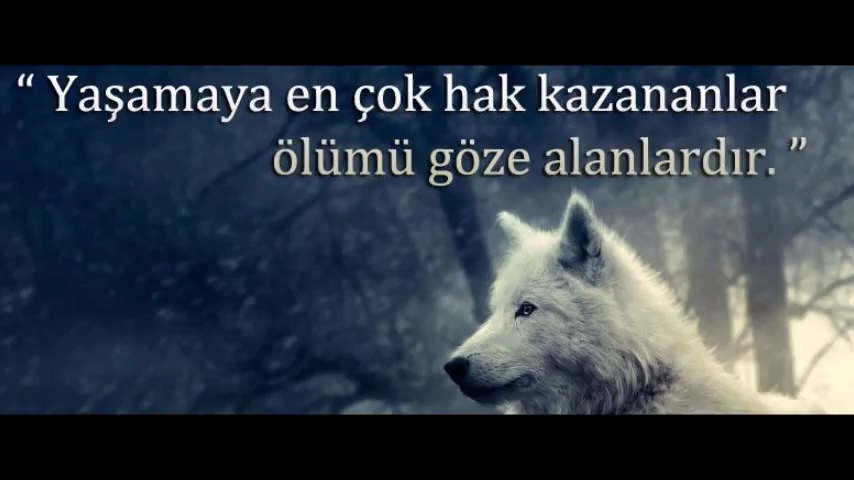 “ Yaşamaya en çok hak kazananlar
ölümü göze alanlardır. ”